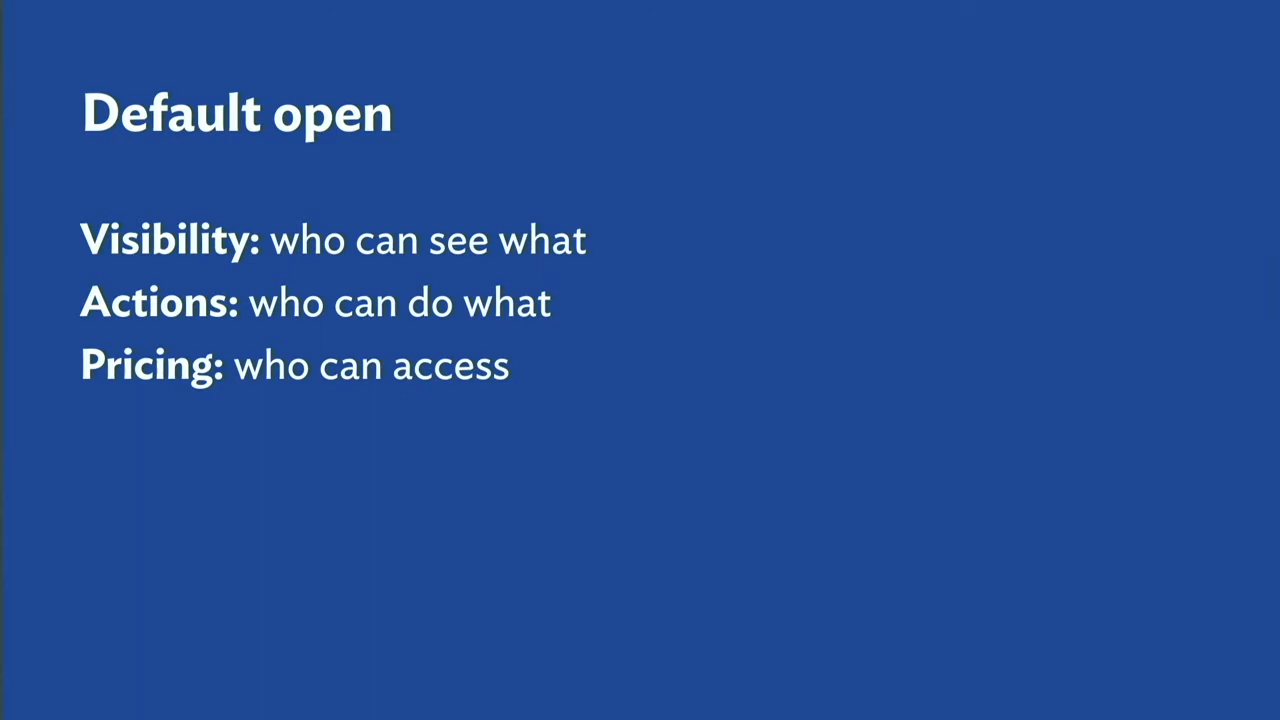 Default open
Visibility: who can see what
Actions: who can do what
Pricing: who can access